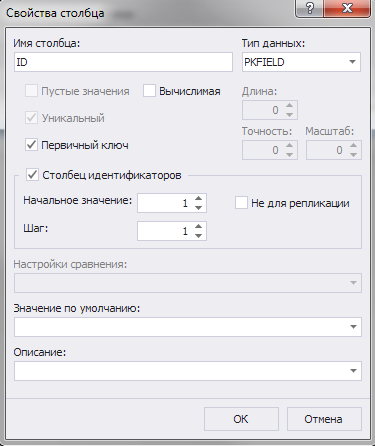 Свойства столбца
Имя столбца: Тип данных:
ID PKFIELD
Пустые значения Вычислимая Длина:
0
Уникальный
Точность: Масштаб:
Первичный ключ 0 0
Столбец идентификаторов
Начальное значение: 1 Не для репликации
Шаг: 1
Настройки сравнения:
Значение по умолчанию:
Описание:
OK Отмена